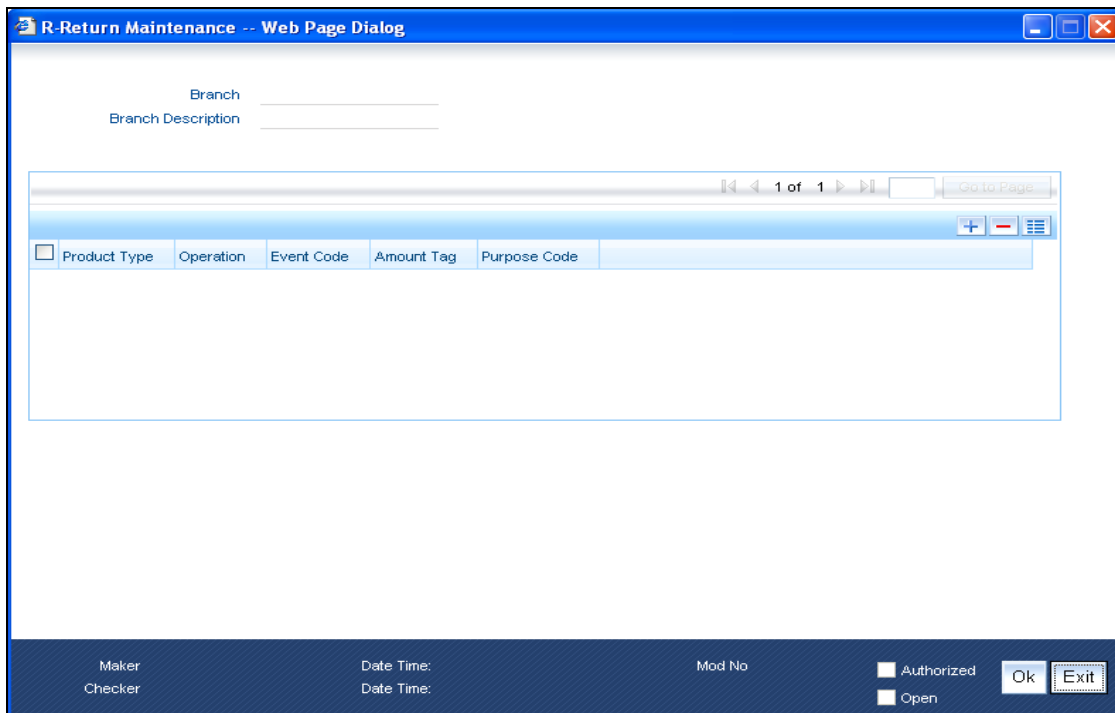 R-Return Maintenance -- Web Page Dialog
Branch
Branch Description
1 of 1 Go to Page
Product Type Operation Event Code Amount Tag Purpose Code
Maker Date Time: Mod No Authorized Ok Exit
Checker Date Time: Open